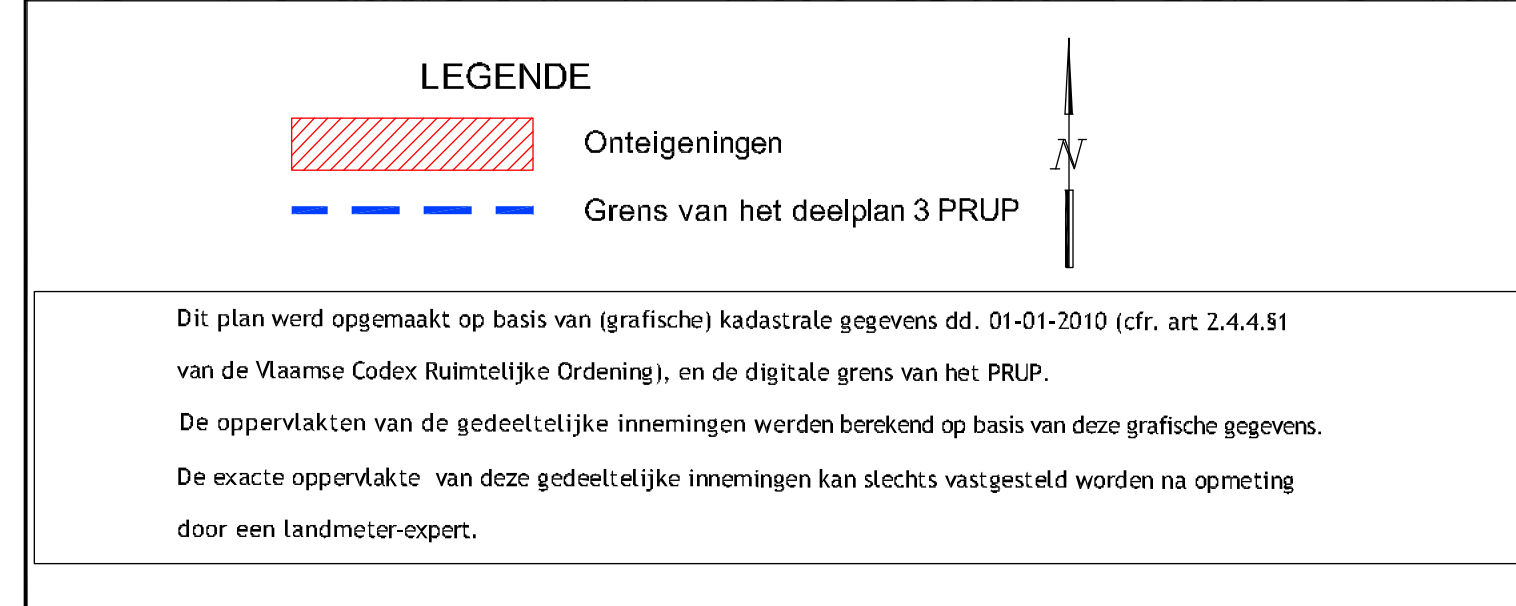 LEGENDE
Onteigeningen
N
Grens van het deelplan 3 PRUP
Dit plan werd opgemaakt op basis van (grafische) kadastrale gegevens dd. 01-01-2010 (cfr. art 2.4.4.§1
van de Vlaamse Codex Ruimtelijke Ordening), en de digitale grens van het PRUP.
De oppervlakten van de gedeeltelijke innemingen werden berekend op basis van deze grafische gegevens.
De exacte oppervlakte van deze gedeeltelijke innemingen kan slechts vastgesteld worden na opmeting
door een landmeter-expert.